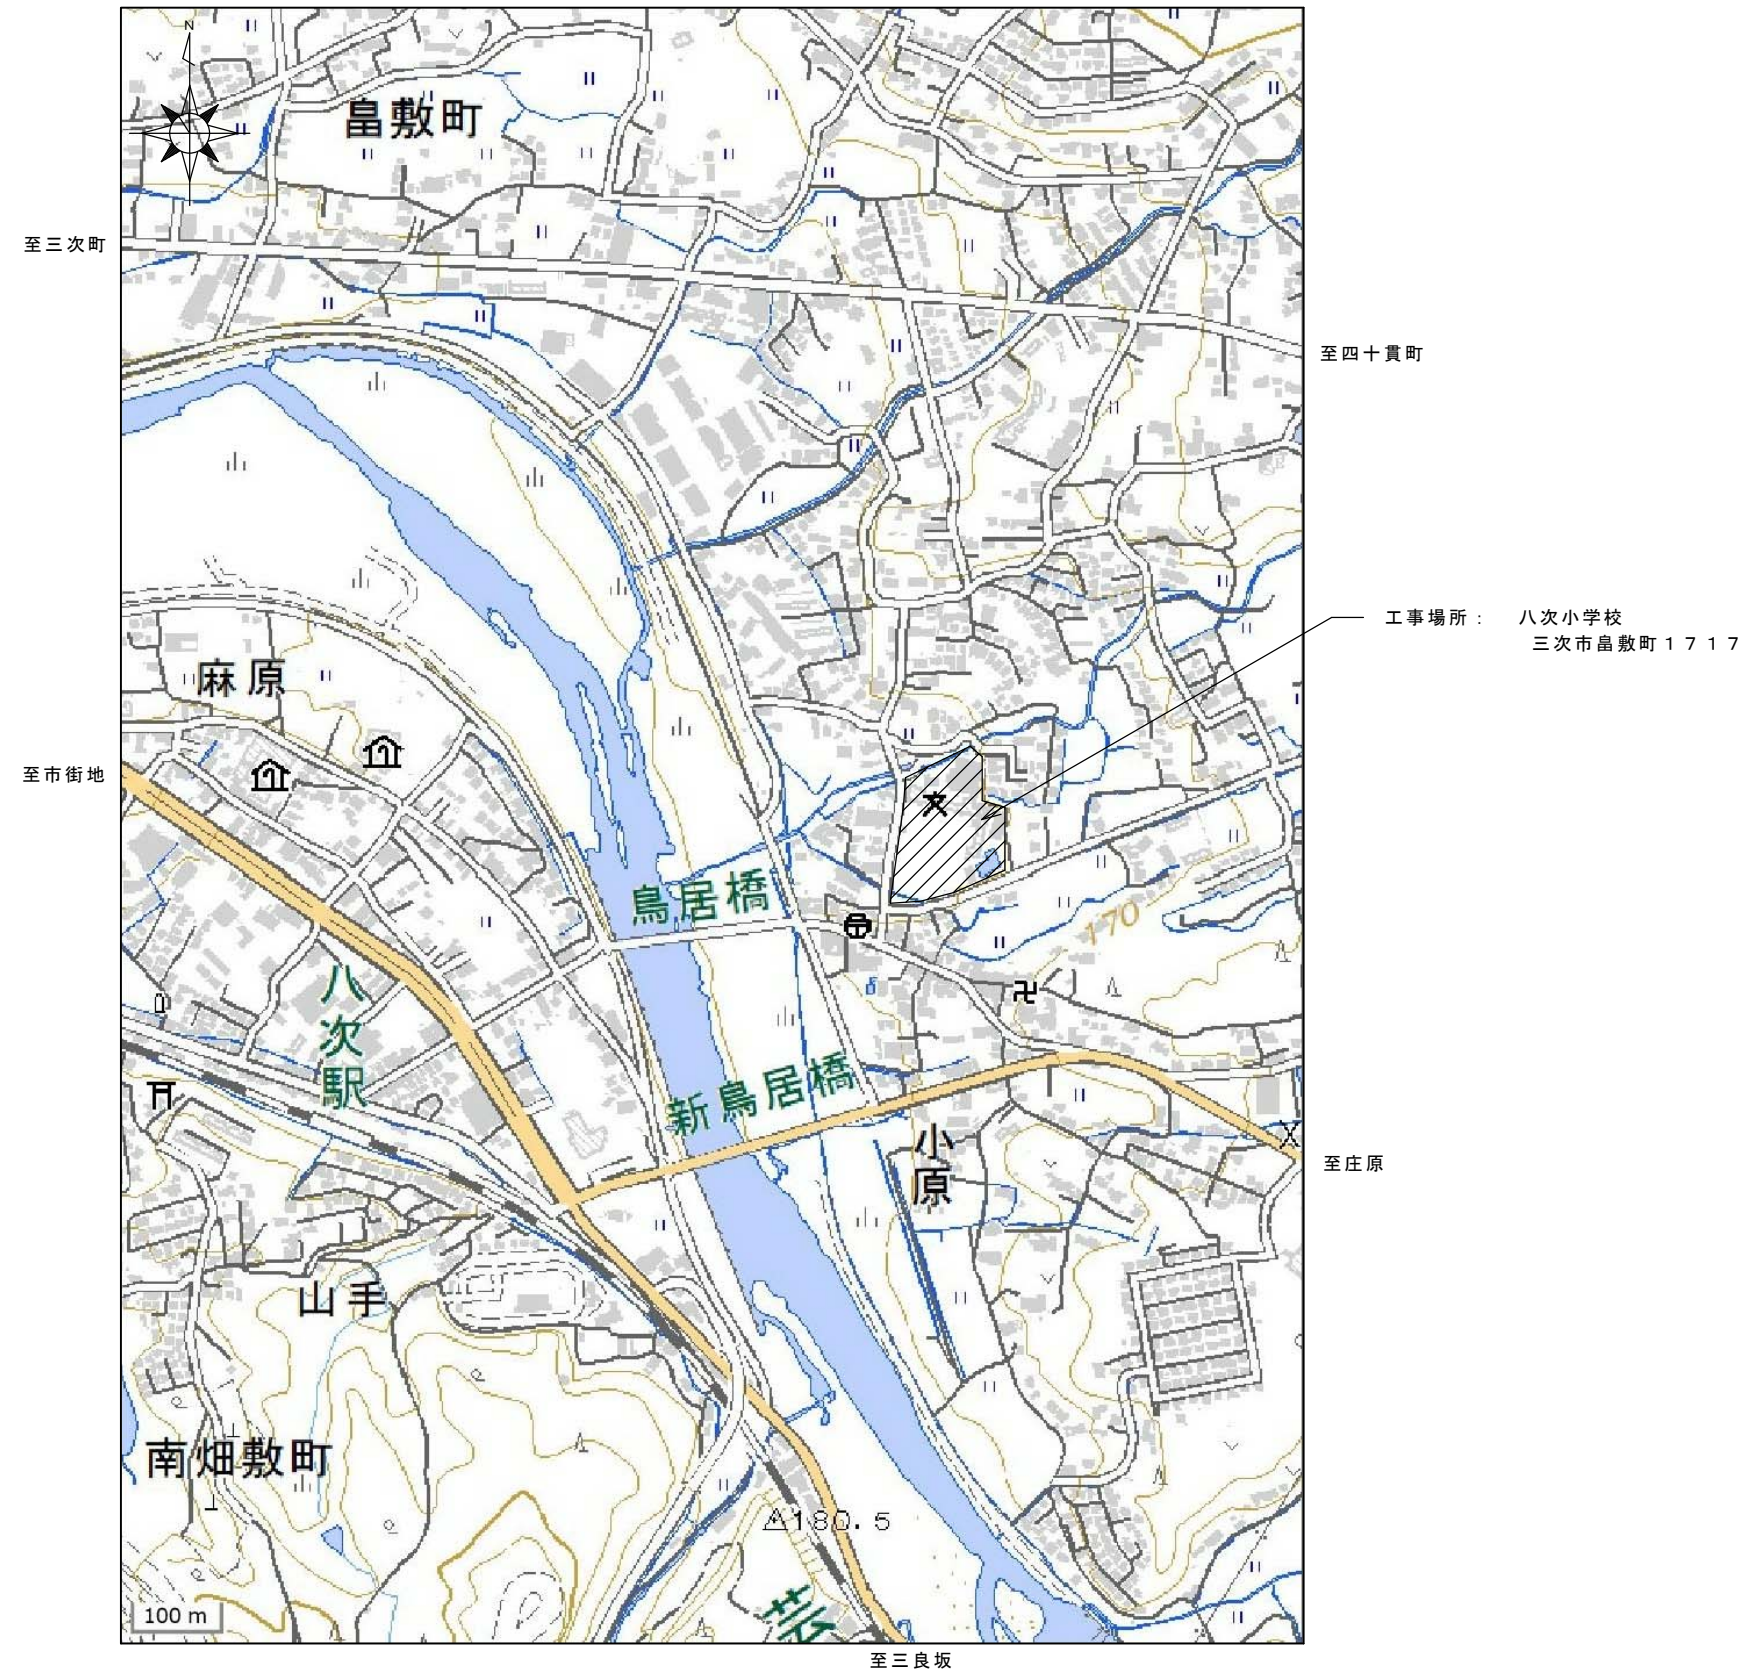 N
畠敷町
至三次町
至四十貫町
工事場所： 八次小学校
三次市畠敷町１７１７
麻原
至市街地
文
鳥居橋
170
八次駅
新鳥居橋
小原
至庄原
山手
南畑敷町
180.5
芸
100 m
至三良坂